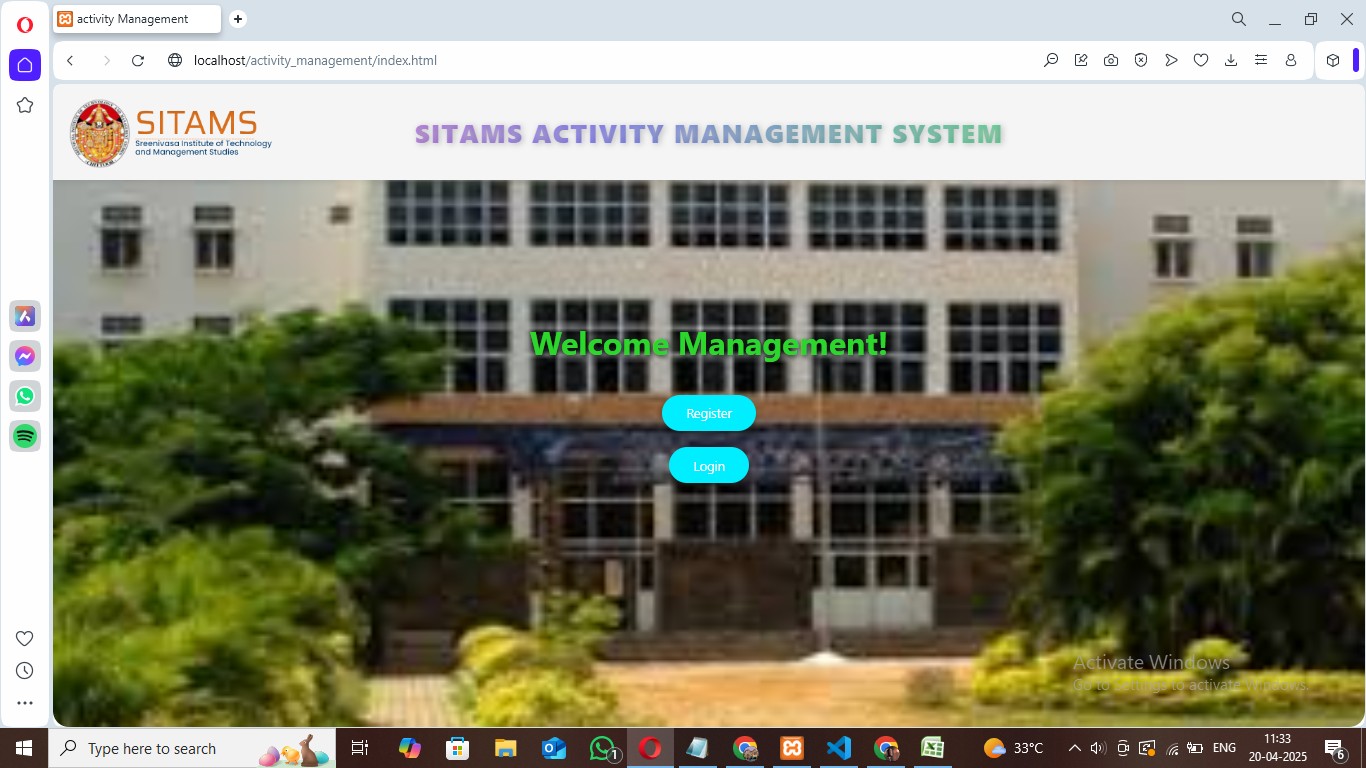 activity Management
localhost/activity_management/index.html
SITAMS
Sreenivasa Institute of Technology
and Management Studies
SITAMS ACTIVITY MANAGEMENT SYSTEM
Welcome Management!
Register
Login
Activate Windows
Go to Settings to activate Windows.
Type here to search
1
33°C
ENG
11:33
20-04-2025
6